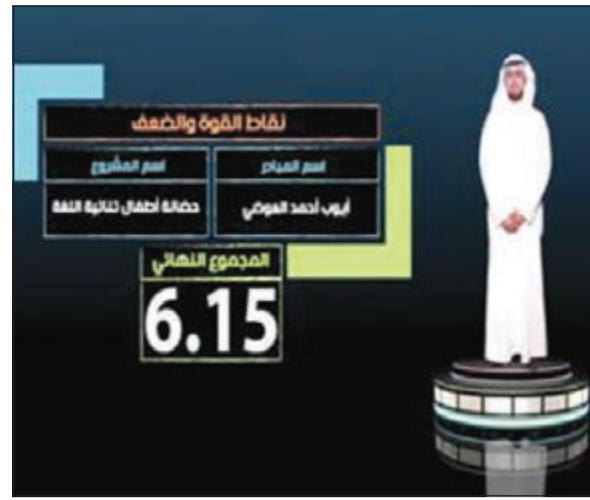 نقاط القوة والضعف
اسم المبادر
اسم المشروع
أيوب أحمد العوضي
حضانة أطفال ثنائية اللغة
المجموع النهائي
6.15